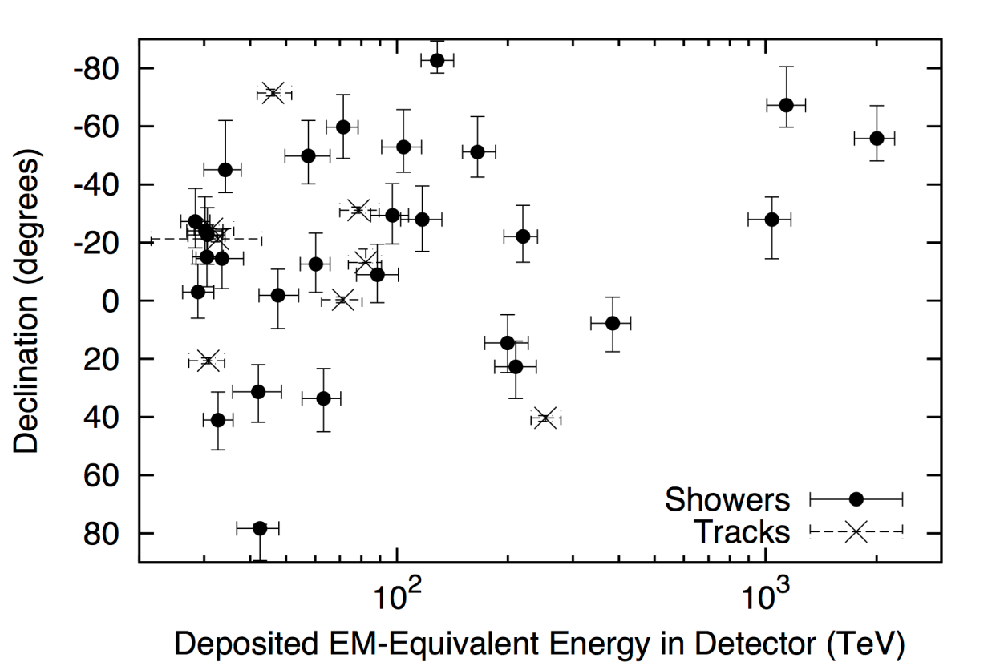 Declination (degrees)
-80
-60
-40
-20
0
20
40
60
80
Showers
Tracks
10²
10³
Deposited EM-Equivalent Energy in Detector (TeV)